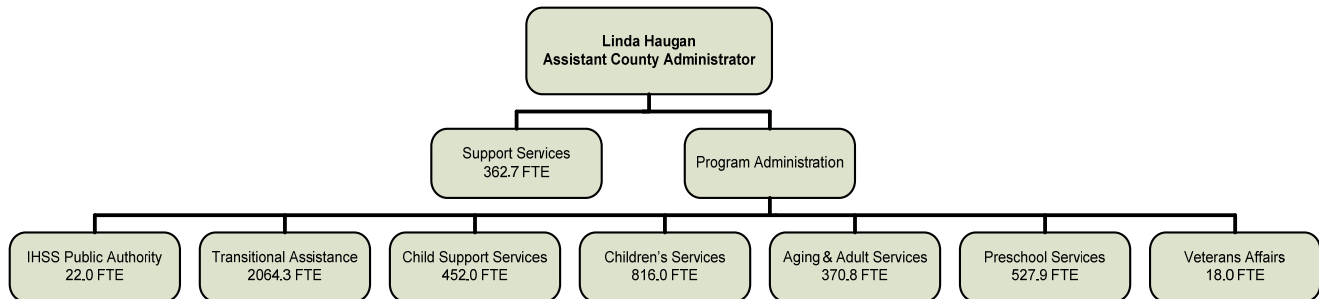 Linda Haugan
Assistant County Administrator
Support Services
362.7 FTE
Program Administration
IHSS Public Authority
22.0 FTE
Transitional Assistance
2064.3 FTE
Child Support Services
452.0 FTE
Children's Services
816.0 FTE
Aging & Adult Services
370.8 FTE
Preschool Services
527.9 FTE
Veterans Affairs
18.0 FTE